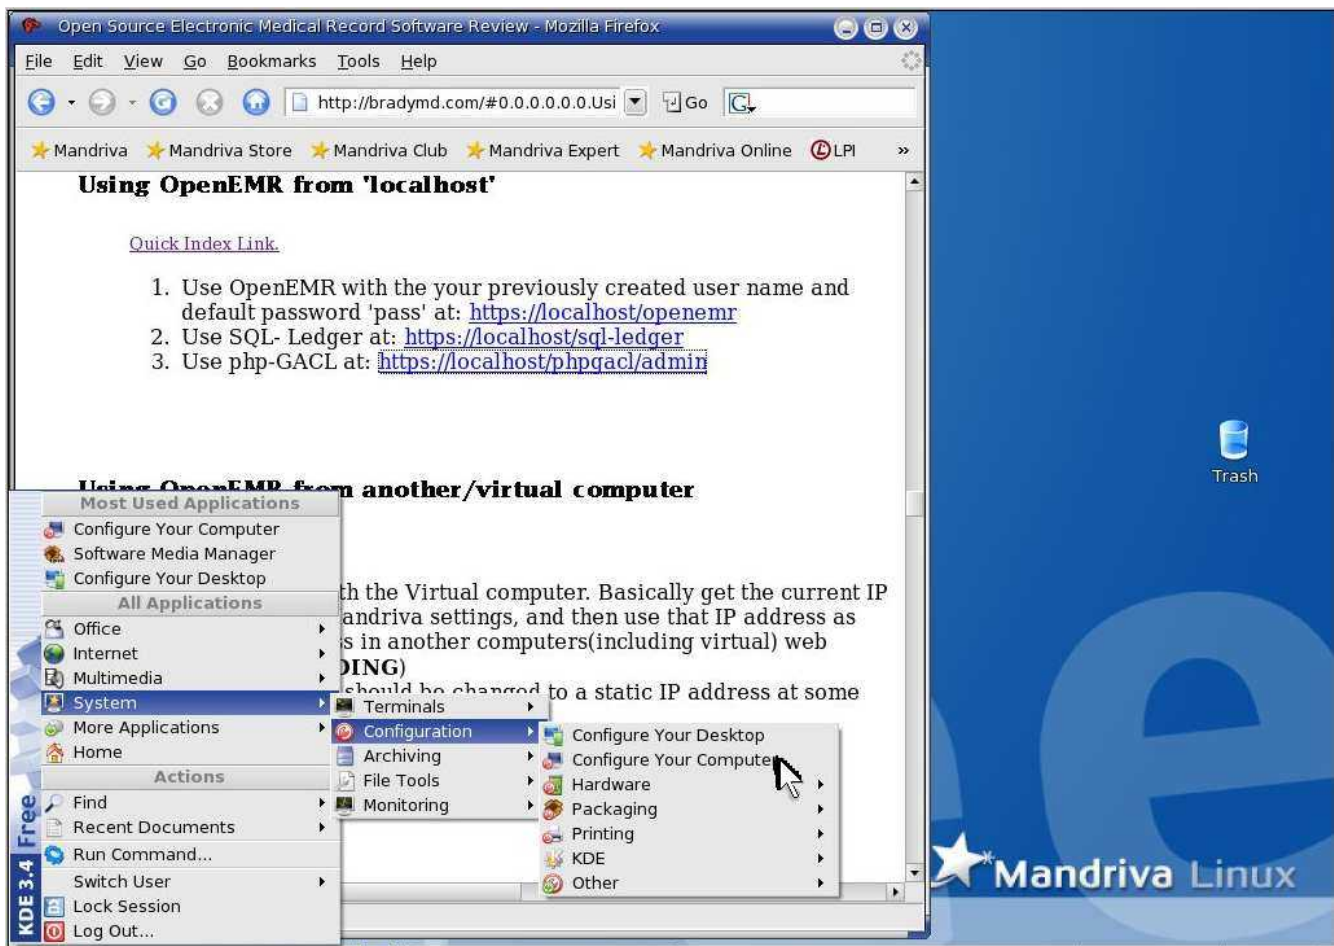 Open Source Electronic Medical Record Software Review - Mozilla Firefox
File Edit View Go Bookmarks Tools Help
http://bradymd.com/#0.0.0.0.0.0.Usi Go G
Mandriva Mandriva Store Mandriva Club Mandriva Expert Mandriva Online LPI »
Using OpenEMR from 'localhost'
Quick Index Link.
1. Use OpenEMR with the your previously created user name and
default password 'pass' at: https://localhost/openemr
2. Use SQL- Ledger at: https://localhost/sql-ledger
3. Use php-GACL at: https://localhost/phpgacl/admin
Trash
Using OpenEMR from another/virtual computer
th the Virtual computer. Basically get the current IP
andriva settings, and then use that IP address as
s in another computers(including virtual) web
DING)
should be changed to a static IP address at some
Most Used Applications
Configure Your Computer
Software Media Manager
Configure Your Desktop
All Applications
Office
Internet
Multimedia
System
More Applications
Home
Actions
Find
Recent Documents
Run Command...
Switch User
Lock Session
Log Out...
KDE 3.4 Free
Terminals
Configuration
Archiving
File Tools
Monitoring
Configure Your Desktop
Configure Your Computer
Hardware
Packaging
Printing
KDE
Other
Mandriva Linux